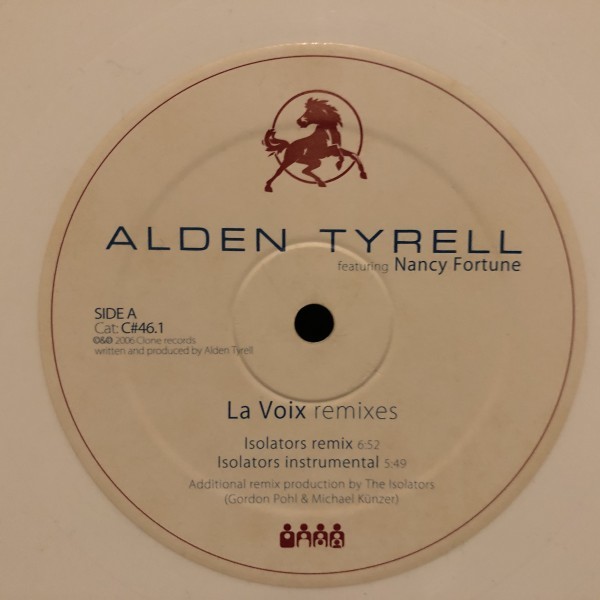 ALDEN TYRELL
featuring Nancy Fortune
SIDE A
Cat: C#46.1
©&℗ 2006 Clone records
written and produced by Alden Tyrell
La Voix remixes
Isolators remix 6:52
Isolators instrumental 5:49
Additional remix production by The Isolators
(Gordon Pohl & Michael Künzer)